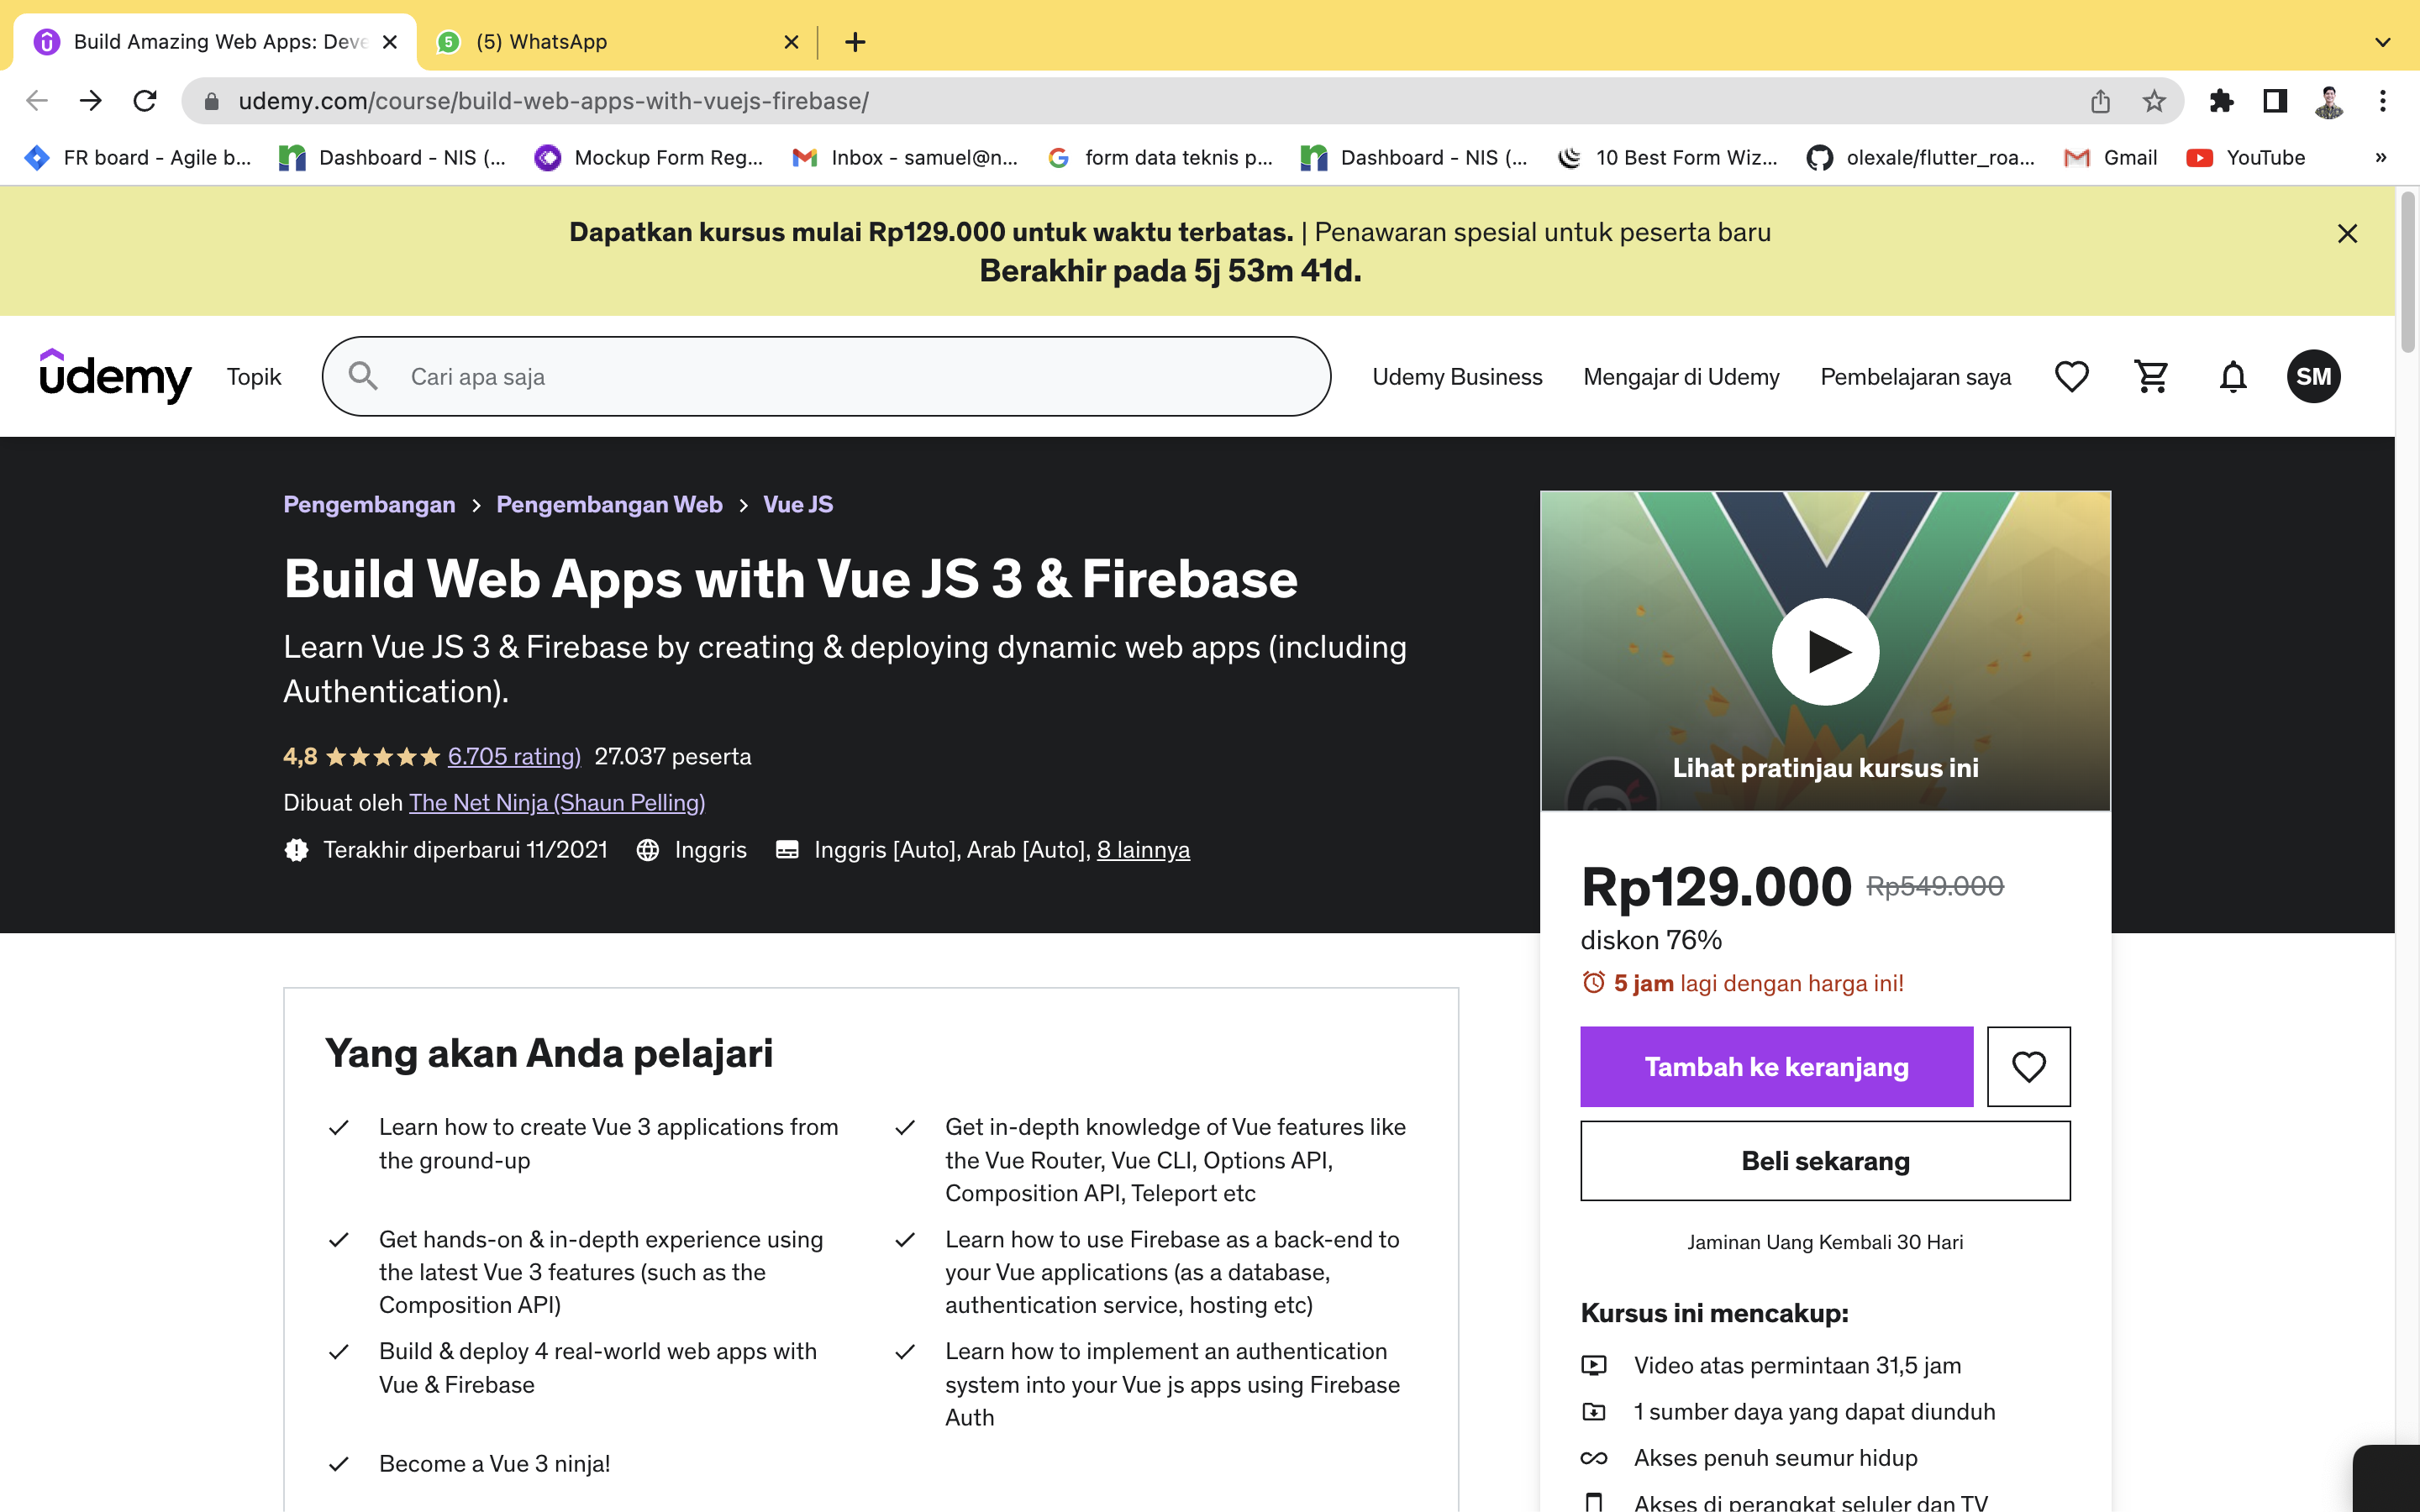 Build Amazing Web Apps: Deve
5
(5) WhatsApp
udemy.com/course/build-web-apps-with-vuejs-firebase/
FR board - Agile b...
Dashboard - NIS (...
Mockup Form Reg...
Inbox - samuel@n...
form data teknis p...
Dashboard - NIS (...
10 Best Form Wiz...
olexale/flutter_roa...
Gmail
YouTube
»
Dapatkan kursus mulai Rp129.000 untuk waktu terbatas. | Penawaran spesial untuk peserta baru
Berakhir pada 5j 53m 41d.
udemy
Topik
Cari apa saja
Udemy Business
Mengajar di Udemy
Pembelajaran saya
SM
Pengembangan > Pengembangan Web > Vue JS
Build Web Apps with Vue JS 3 & Firebase
Learn Vue JS 3 & Firebase by creating & deploying dynamic web apps (including
Authentication).
4,8 6.705 rating) 27.037 peserta
Dibuat oleh The Net Ninja (Shaun Pelling)
Terakhir diperbarui 11/2021 Inggris Inggris [Auto], Arab [Auto], 8 lainnya
Lihat pratinjau kursus ini
Rp129.000 Rp549.000
diskon 76%
5 jam lagi dengan harga ini!
Tambah ke keranjang
Beli sekarang
Jaminan Uang Kembali 30 Hari
Kursus ini mencakup:
Video atas permintaan 31,5 jam
1 sumber daya yang dapat diunduh
Akses penuh seumur hidup
Akses di perangkat seluler dan TV
Yang akan Anda pelajari
Learn how to create Vue 3 applications from
the ground-up
Get in-depth knowledge of Vue features like
the Vue Router, Vue CLI, Options API,
Composition API, Teleport etc
Get hands-on & in-depth experience using
the latest Vue 3 features (such as the
Composition API)
Learn how to use Firebase as a back-end to
your Vue applications (as a database,
authentication service, hosting etc)
Build & deploy 4 real-world web apps with
Vue & Firebase
Learn how to implement an authentication
system into your Vue js apps using Firebase
Auth
Become a Vue 3 ninja!